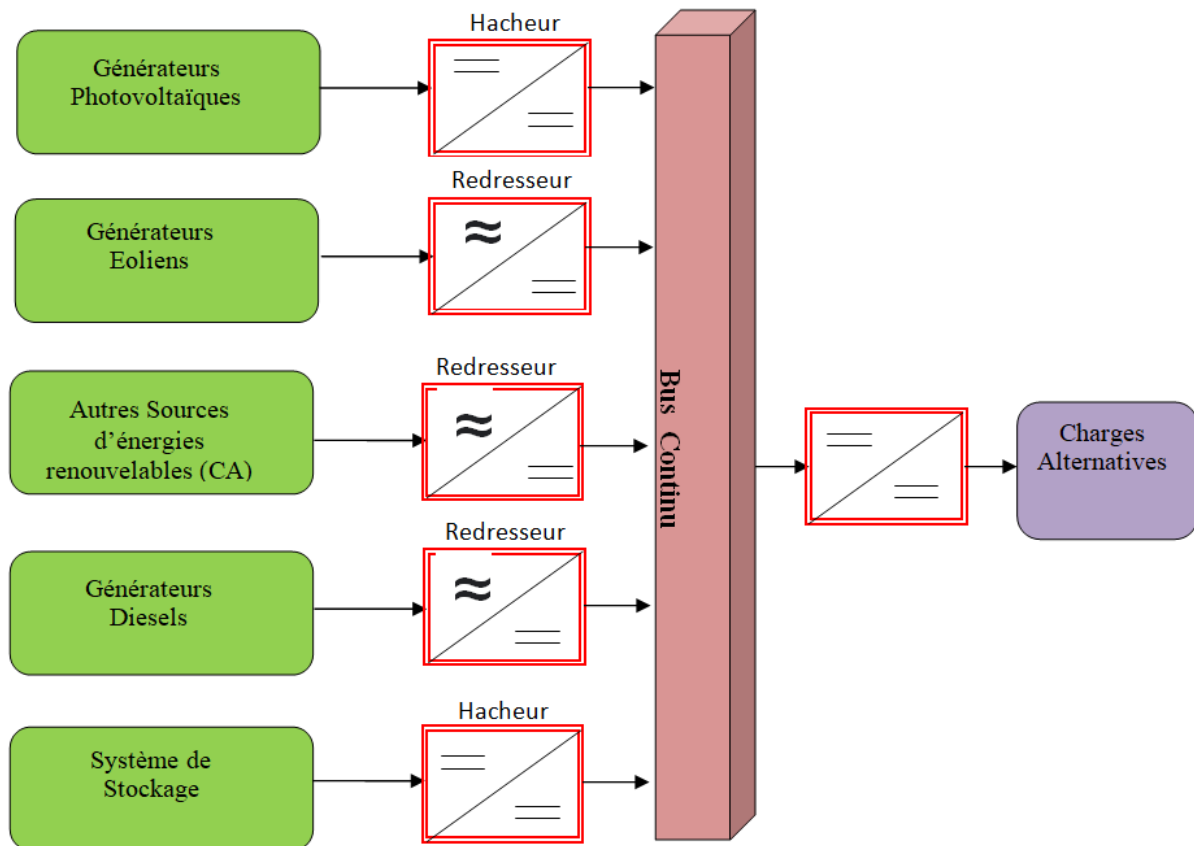 Hacheur
Générateurs
Photovoltaïques
Redresseur
Générateurs
Eoliens
Redresseur
Autres Sources
d’énergies
renouvelables (CA)
Redresseur
Générateurs
Diesels
Hacheur
Système de
Stockage
Bus Continu
Charges
Alternatives